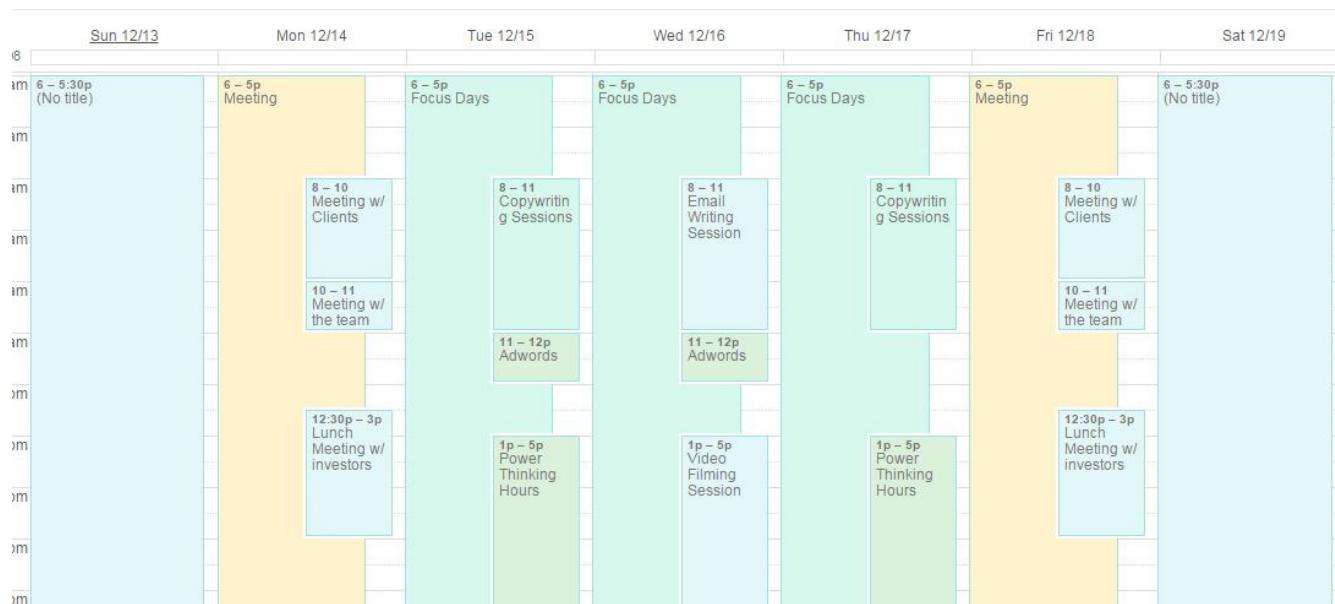 Sun 12/13
Mon 12/14
Tue 12/15
Wed 12/16
Thu 12/17
Fri 12/18
Sat 12/19
6 – 5:30p
(No title)
6 – 5p
Meeting
8 – 10
Meeting w/
Clients
10 – 11
Meeting w/
the team
12:30p – 3p
Lunch
Meeting w/
investors
6 – 5p
Focus Days
8 – 11
Copywritin
g Sessions
11 – 12p
Adwords
1p – 5p
Power
Thinking
Hours
6 – 5p
Focus Days
8 – 11
Email
Writing
Session
11 – 12p
Adwords
1p – 5p
Video
Filming
Session
6 – 5p
Focus Days
8 – 11
Copywritin
g Sessions
1p – 5p
Power
Thinking
Hours
6 – 5p
Meeting
8 – 10
Meeting w/
Clients
10 – 11
Meeting w/
the team
12:30p – 3p
Lunch
Meeting w/
investors
6 – 5:30p
(No title)